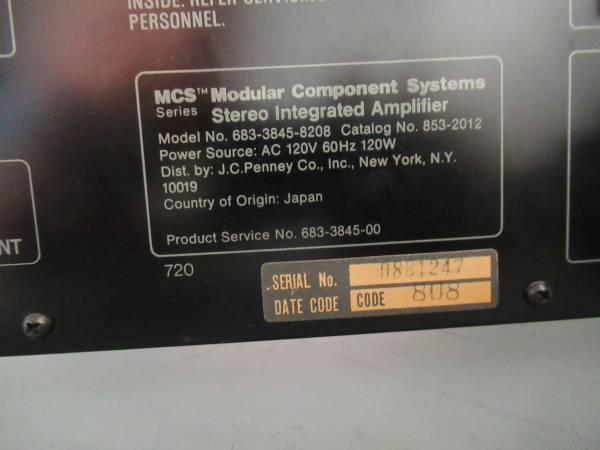 INSIDE. REFER
PERSONNEL.
MCS™ Modular Component Systems
Series Stereo Integrated Amplifier
Model No. 683-3845-8208 Catalog No. 853-2012
Power Source: AC 120V 60Hz 120W
Dist. by: J.C.Penney Co., Inc., New York, N.Y.
10019
Country of Origin: Japan
Product Service No. 683-3845-00
NT
720
SERIAL No.
DATE CODE CODE 808